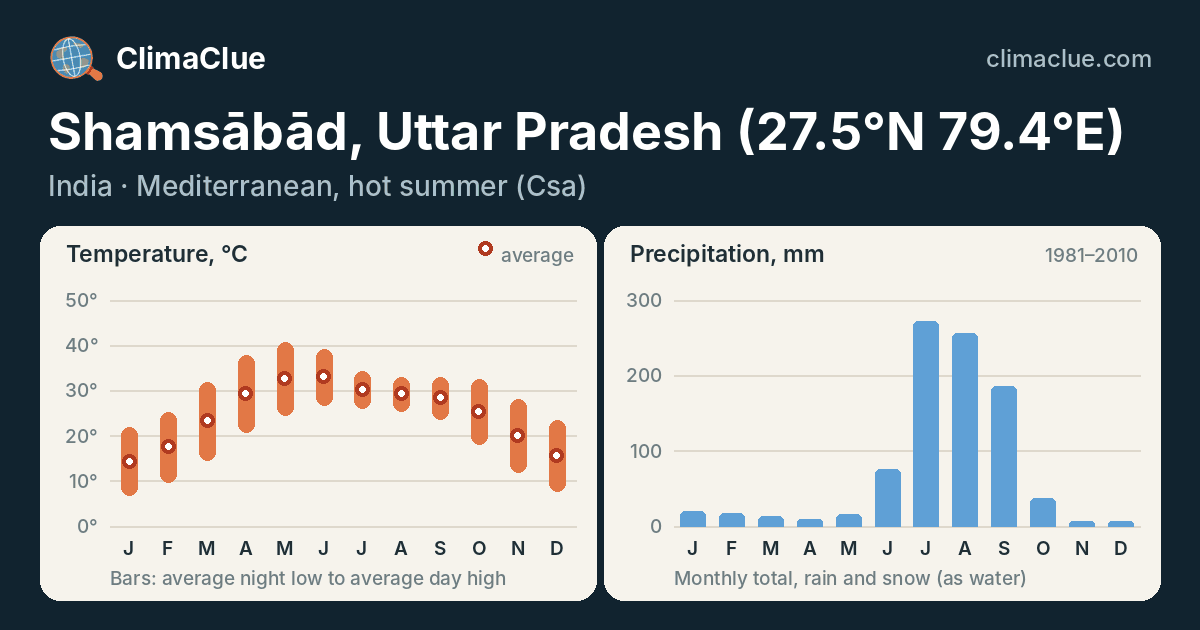 ClimaClue
climaclue.com
Shamsābād, Uttar Pradesh (27.5°N 79.4°E)
India · Mediterranean, hot summer (Csa)
Temperature, °C
average
50°
40°
30°
20°
10°
0°
J F M A M J J A S O N D
Bars: average night low to average day high
Precipitation, mm
1981–2010
300
200
100
0
J F M A M J J A S O N D
Monthly total, rain and snow (as water)